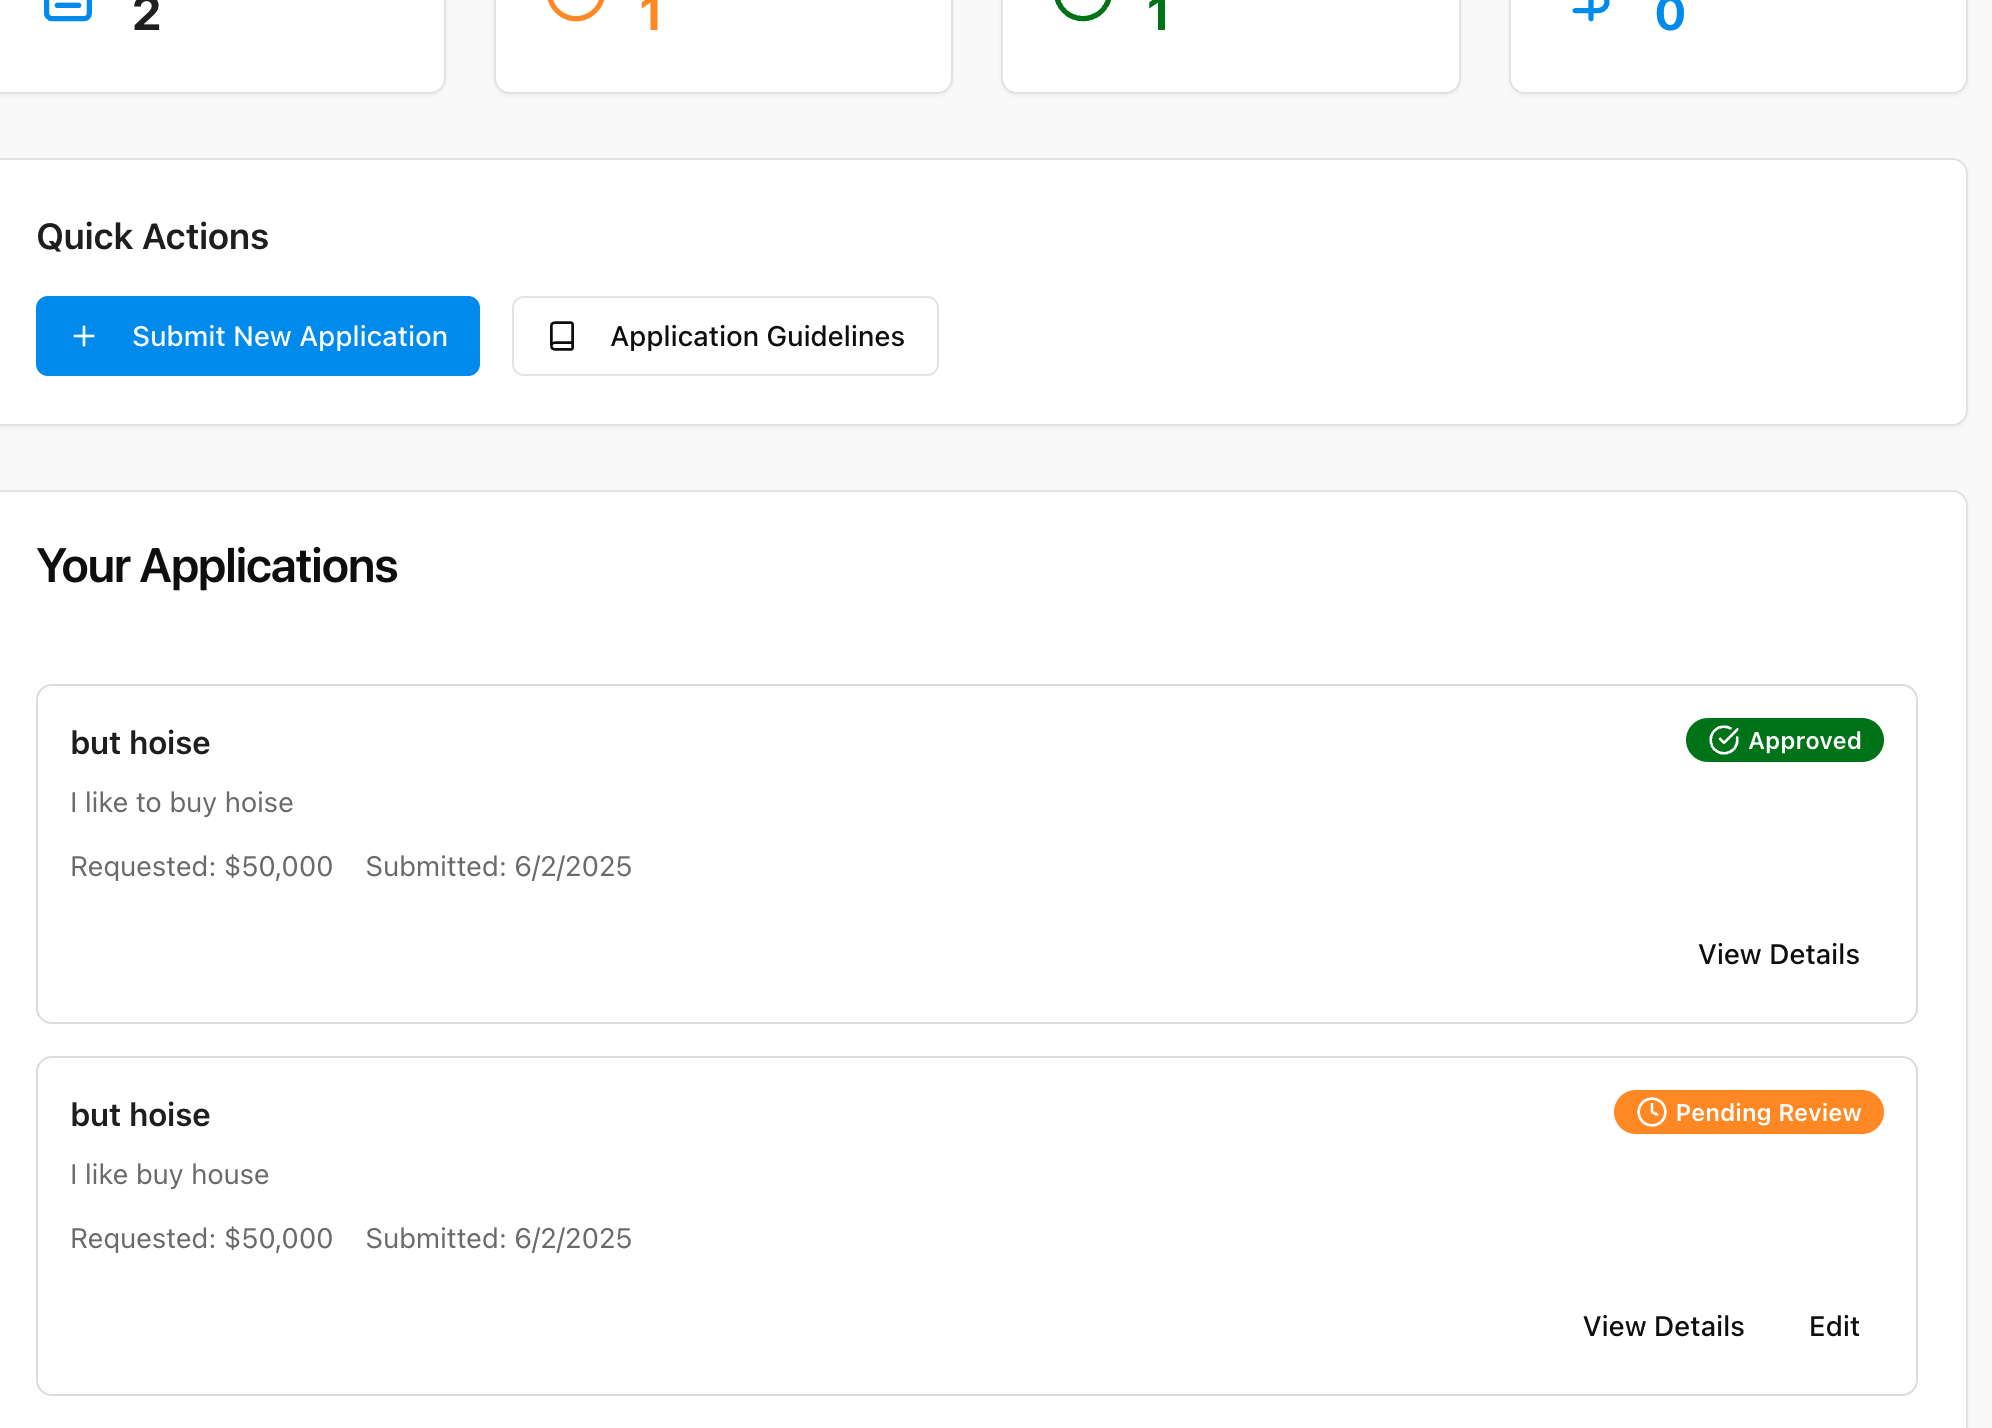 2
1
1
0
Quick Actions
Submit New Application
Application Guidelines
Your Applications
but hoise
Approved
I like to buy hoise
Requested: $50,000 Submitted: 6/2/2025
View Details
but hoise
Pending Review
I like buy house
Requested: $50,000 Submitted: 6/2/2025
View Details Edit